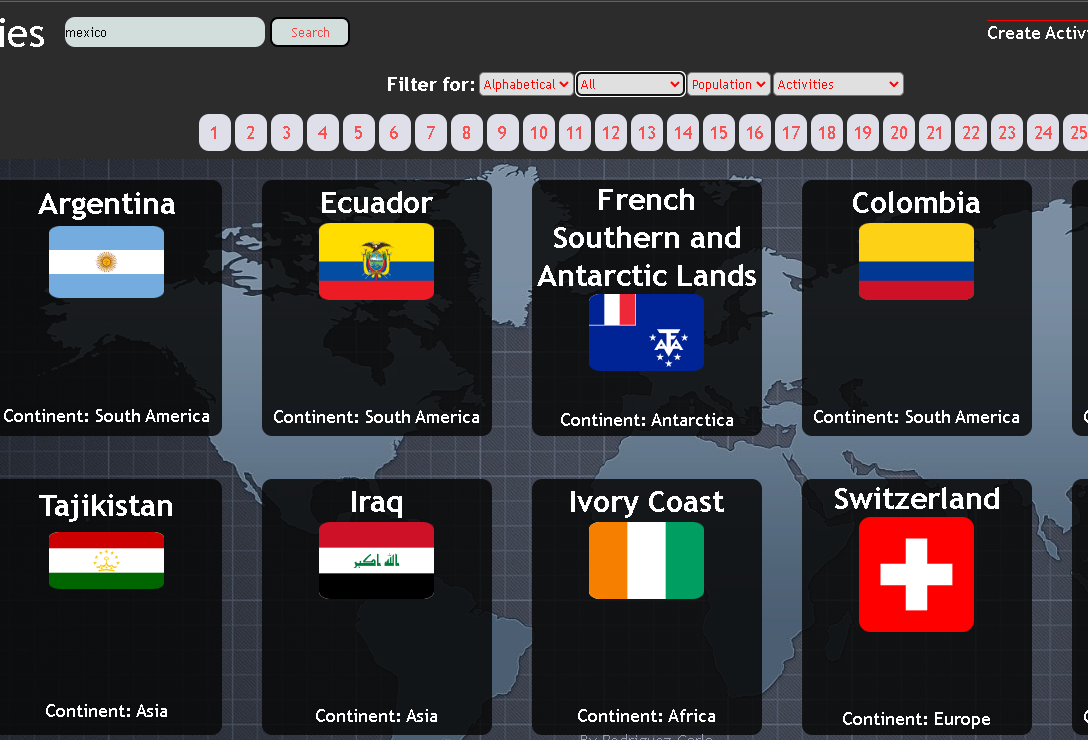 ies
mexico
Search
Create Activ
Filter for: Alphabetical All Population Activities
1 2 3 4 5 6 7 8 9 10 11 12 13 14 15 16 17 18 19 20 21 22 23 24 25
Argentina
Continent: South America
Ecuador
Continent: South America
French
Southern and
Antarctic Lands
Continent: Antarctica
Colombia
Continent: South America
Tajikistan
Continent: Asia
Iraq
الله اكبر
Continent: Asia
Ivory Coast
Continent: Africa
Switzerland
Continent: Europe